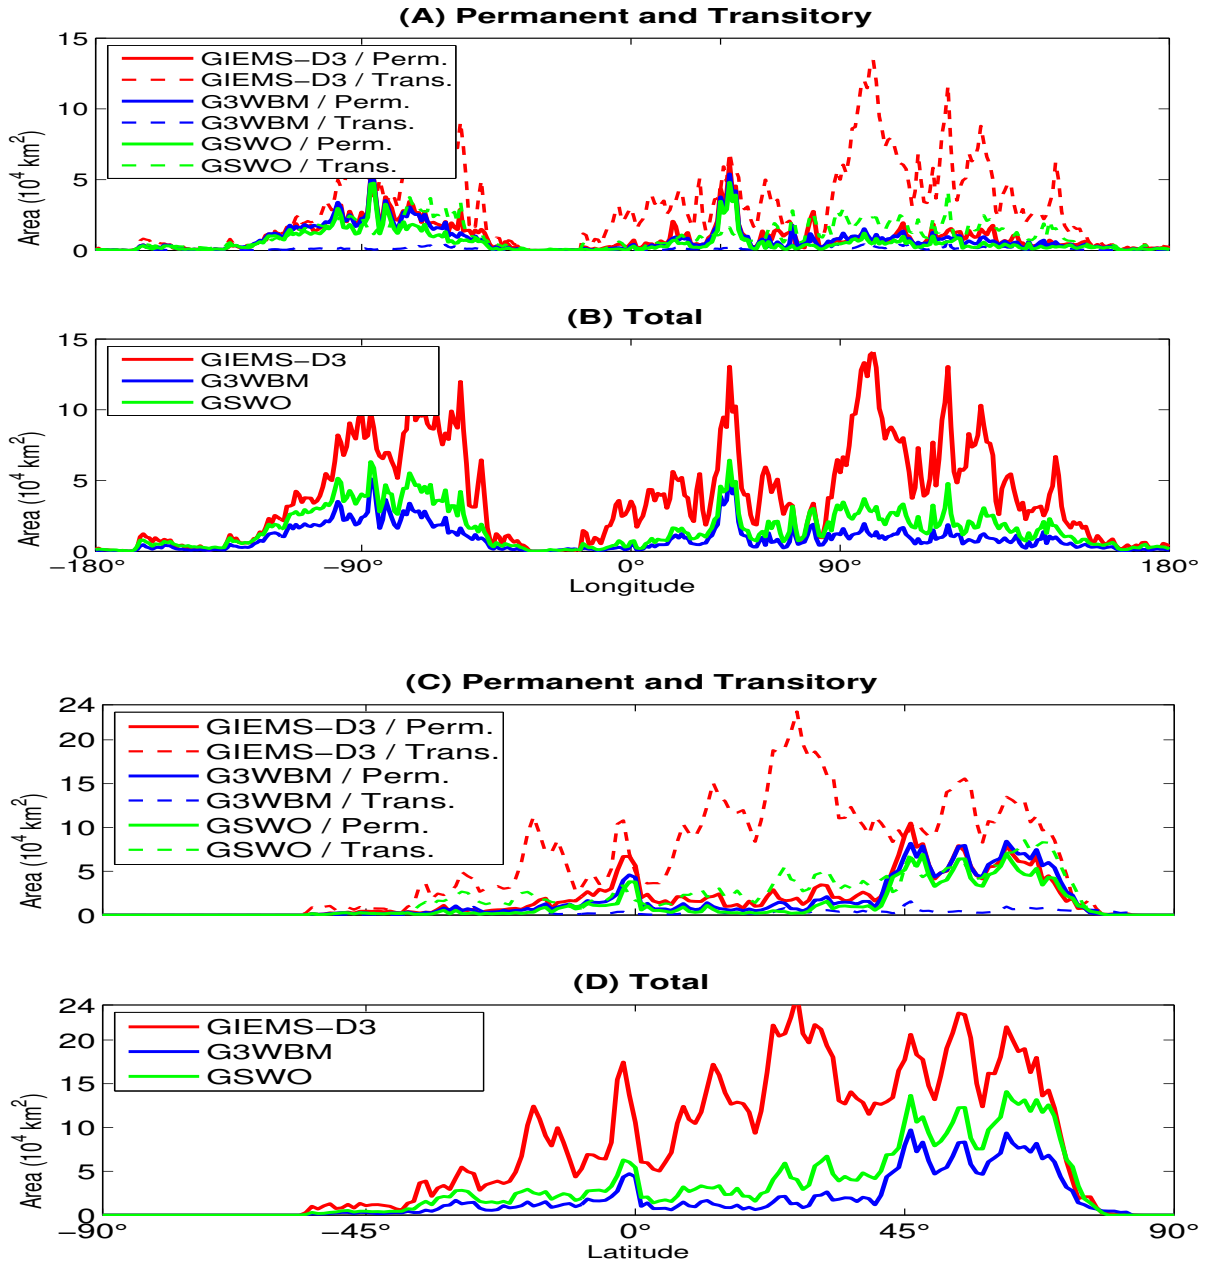 (A) Permanent and Transitory
15
10
5
0
Area (10⁴ km²)
GIEMS−D3 / Perm.
GIEMS−D3 / Trans.
G3WBM / Perm.
G3WBM / Trans.
GSWO / Perm.
GSWO / Trans.
(B) Total
15
10
5
0
Area (10⁴ km²)
GIEMS−D3
G3WBM
GSWO
−180° −90° 0° 90° 180°
Longitude
(C) Permanent and Transitory
24
20
15
10
5
0
Area (10⁴ km²)
GIEMS−D3 / Perm.
GIEMS−D3 / Trans.
G3WBM / Perm.
G3WBM / Trans.
GSWO / Perm.
GSWO / Trans.
(D) Total
24
20
15
10
5
0
Area (10⁴ km²)
GIEMS−D3
G3WBM
GSWO
−90° −45° 0° 45° 90°
Latitude